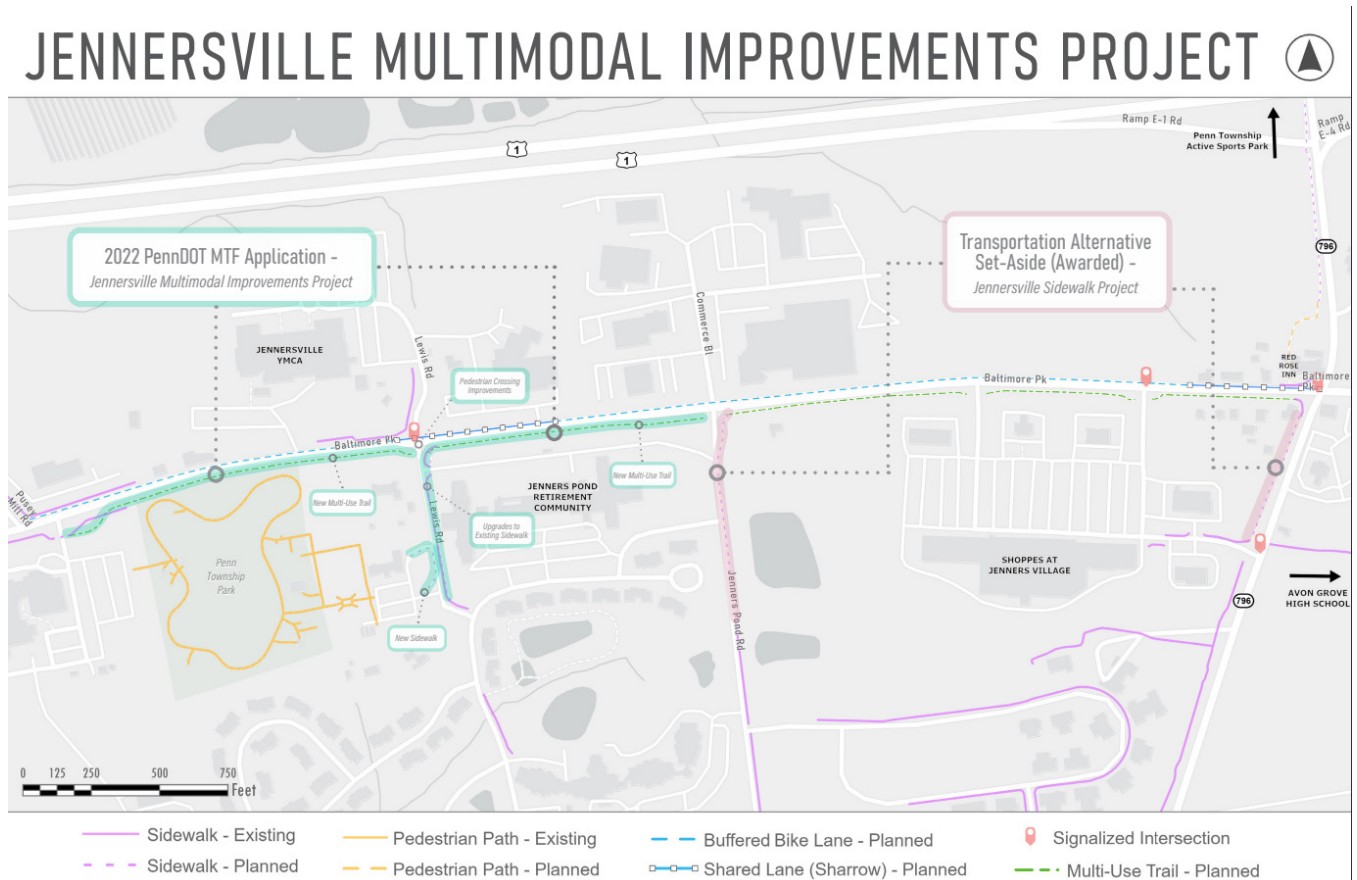 JENNERSVILLE MULTIMODAL IMPROVEMENTS PROJECT
Ramp E-1 Rd
Ramp
E-4 Rd
Penn Township
Active Sports Park
1
1
2022 PennDOT MTF Application -
Jennersville Multimodal Improvements Project
Transportation Alternative
Set-Aside (Awarded) -
Jennersville Sidewalk Project
796
JENNERSVILLE
YMCA
Lewis Rd
Commerce Bl
RED
ROSE
INN
Baltimore
Pk
Pedestrian Crossing
Improvements
Baltimore Pk
Baltimore Pk
New Multi-Use Trail
New Multi-Use Trail
Pusey
Mill Rd
JENNERS POND
RETIREMENT
COMMUNITY
Lewis Rd
Upgrades to
Existing Sidewalk
Penn
Township
Park
New Sidewalk
Jenners Pond Rd
SHOPPES AT
JENNERS VILLAGE
796
AVON GROVE
HIGH SCHOOL
0 125 250 500 750
Feet
Sidewalk - Existing
Pedestrian Path - Existing
Buffered Bike Lane - Planned
Signalized Intersection
Sidewalk - Planned
Pedestrian Path - Planned
Shared Lane (Sharrow) - Planned
Multi-Use Trail - Planned